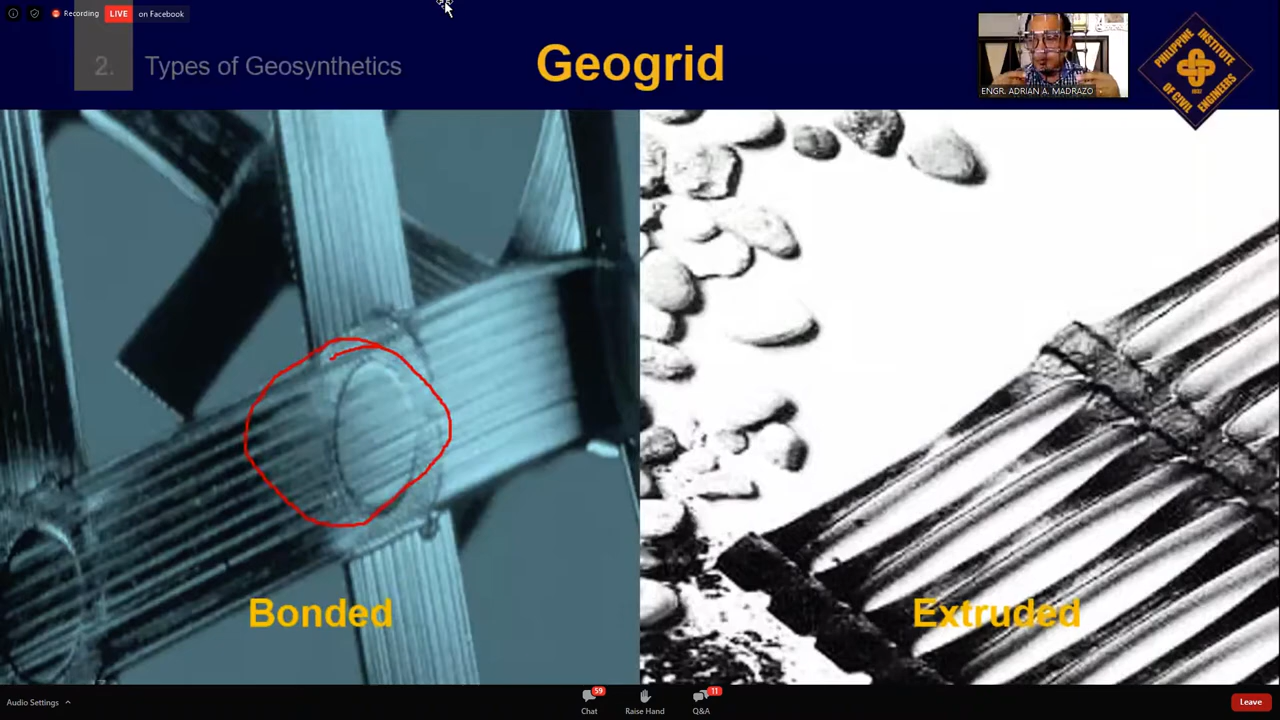 Recording LIVE on Facebook
2. Types of Geosynthetics
Geogrid
ENGR. ADRIAN A. MADRAZO
PHILIPPINE INSTITUTE
OF CIVIL ENGINEERS
Bonded
Extruded
Audio Settings
59
Chat
Raise Hand
11
Q&A
Leave